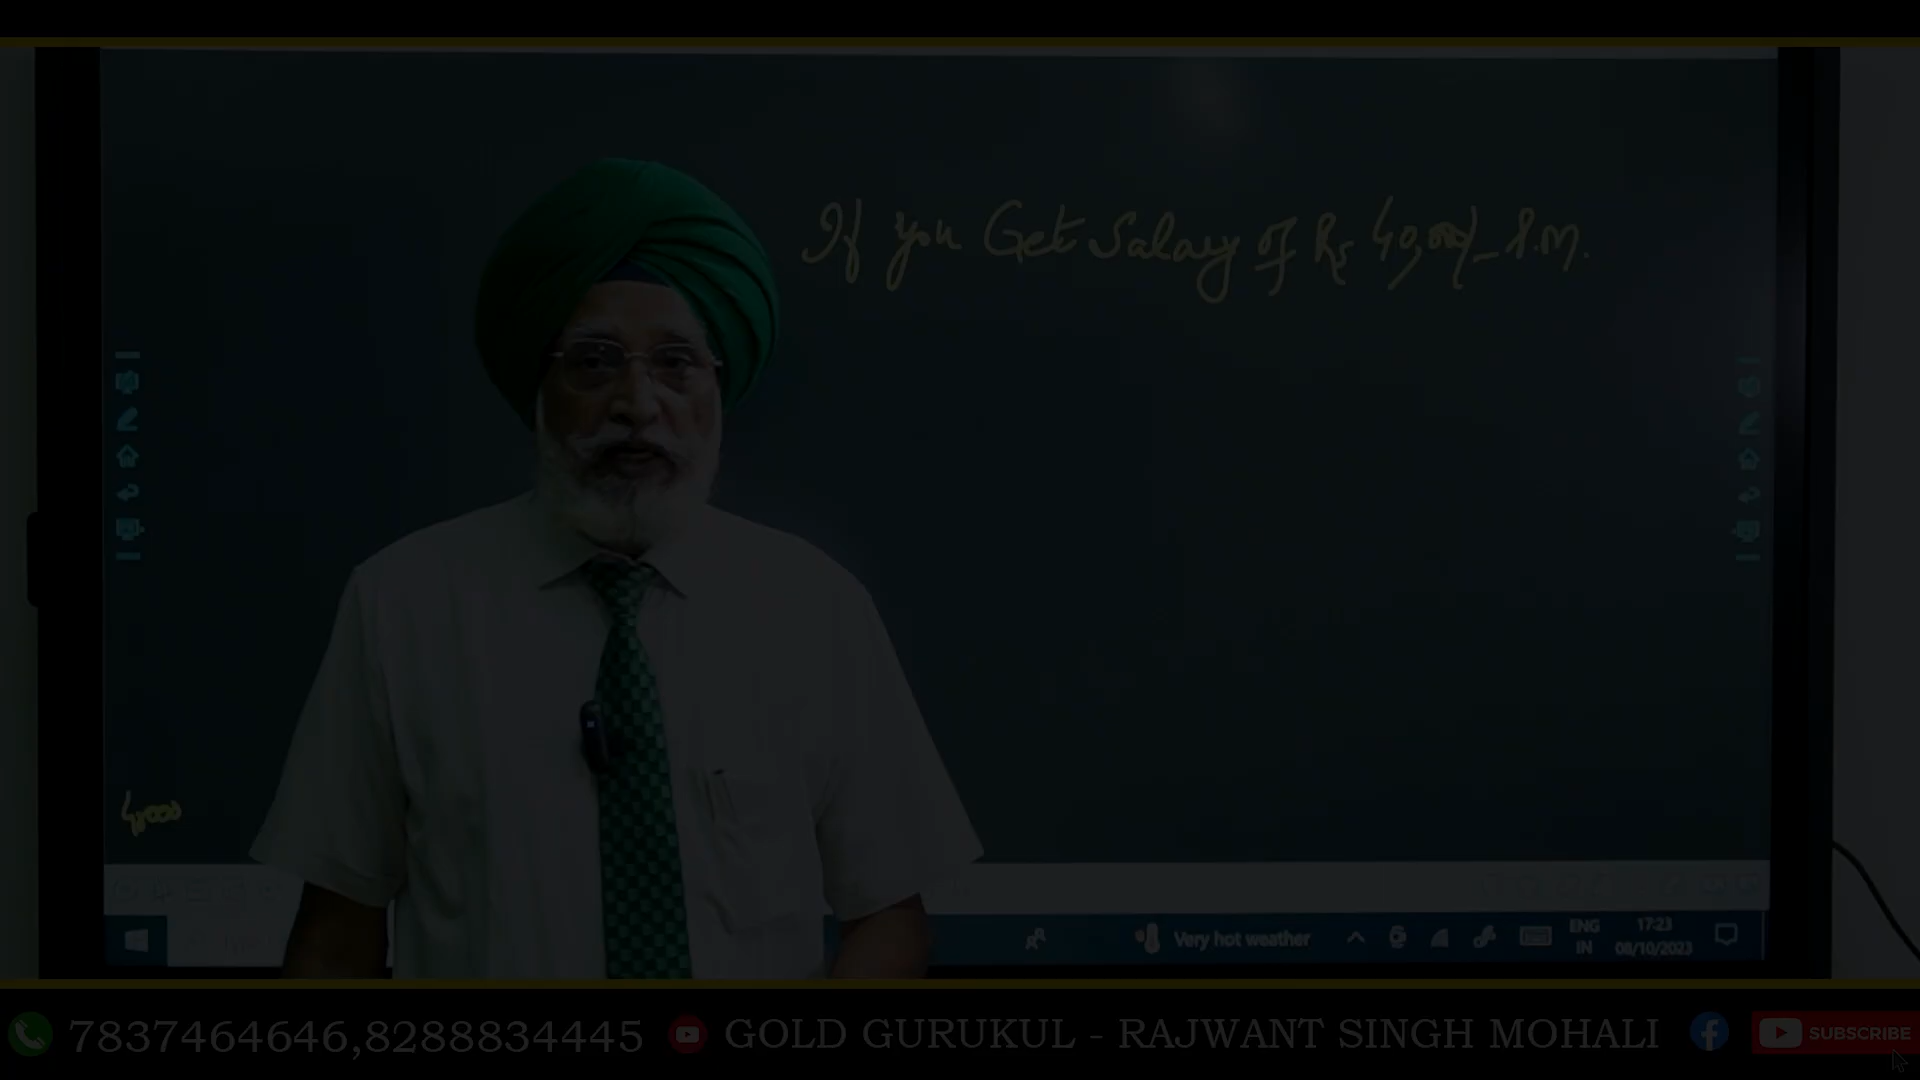 If you Get Salary of Rs 40,000/- P.M.
4000
Very hot weather
ENG
IN
17:23
08/10/2023
7837464646,8288834445
GOLD GURUKUL - RAJWANT SINGH MOHALI
SUBSCRIBE